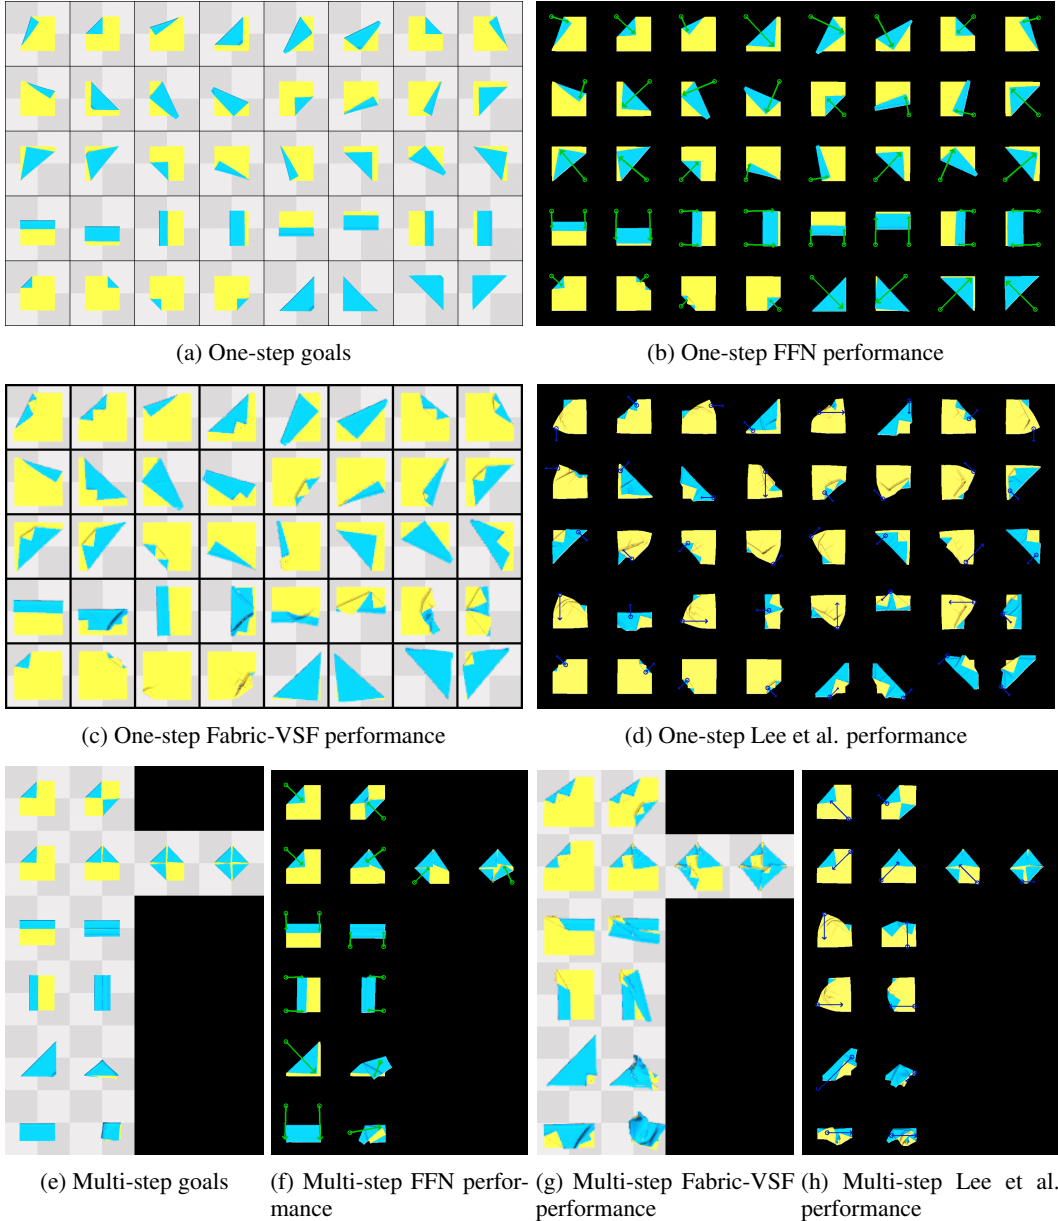 (a) One-step goals
(b) One-step FFN performance
(c) One-step Fabric-VSF performance
(d) One-step Lee et al. performance
(e) Multi-step goals
(f) Multi-step FFN perfor-
mance
(g) Multi-step Fabric-VSF
performance
(h) Multi-step Lee et al.
performance